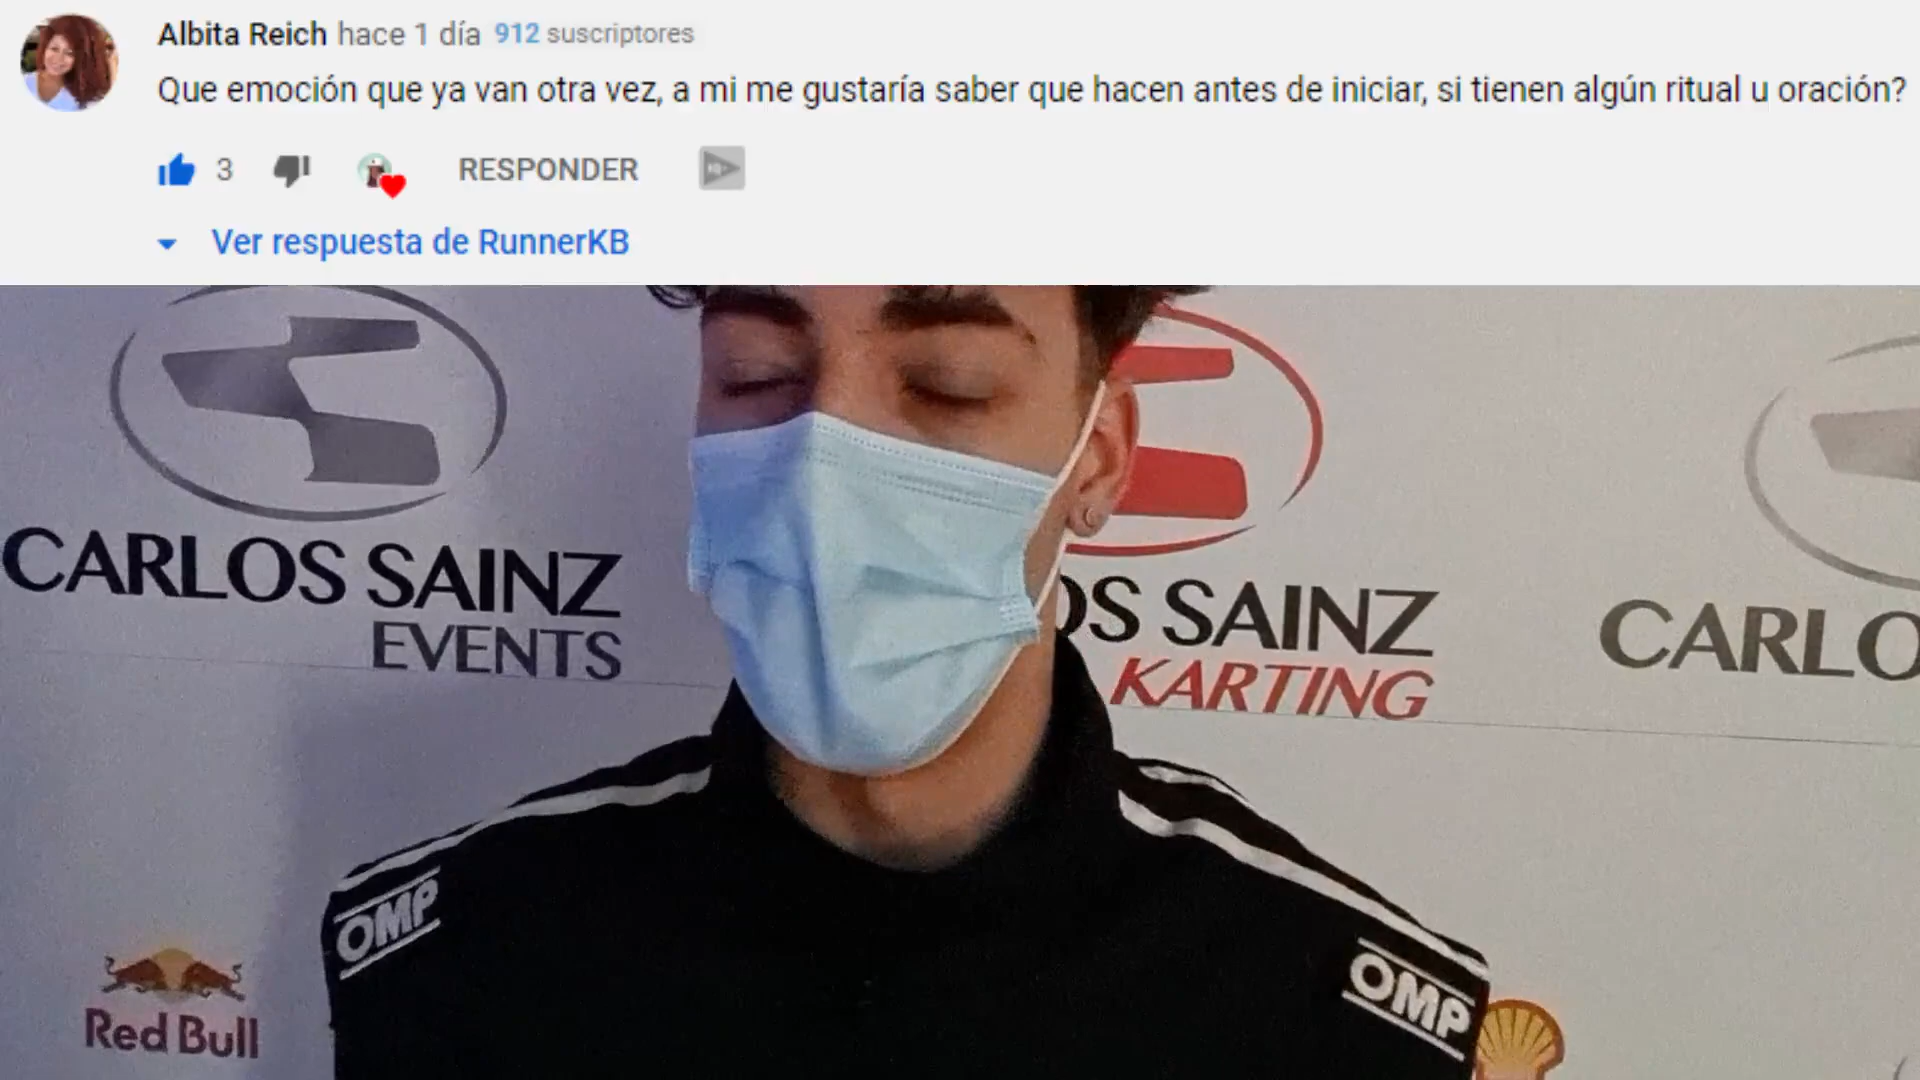 Albita Reich hace 1 día 912 suscriptores
Que emoción que ya van otra vez, a mi me gustaría saber que hacen antes de iniciar, si tienen algún ritual u oración?
3 RESPONDER
Ver respuesta de RunnerKB
CARLOS SAINZ
EVENTS
OS SAINZ
KARTING
CARLO
OMP
OMP
Red Bull